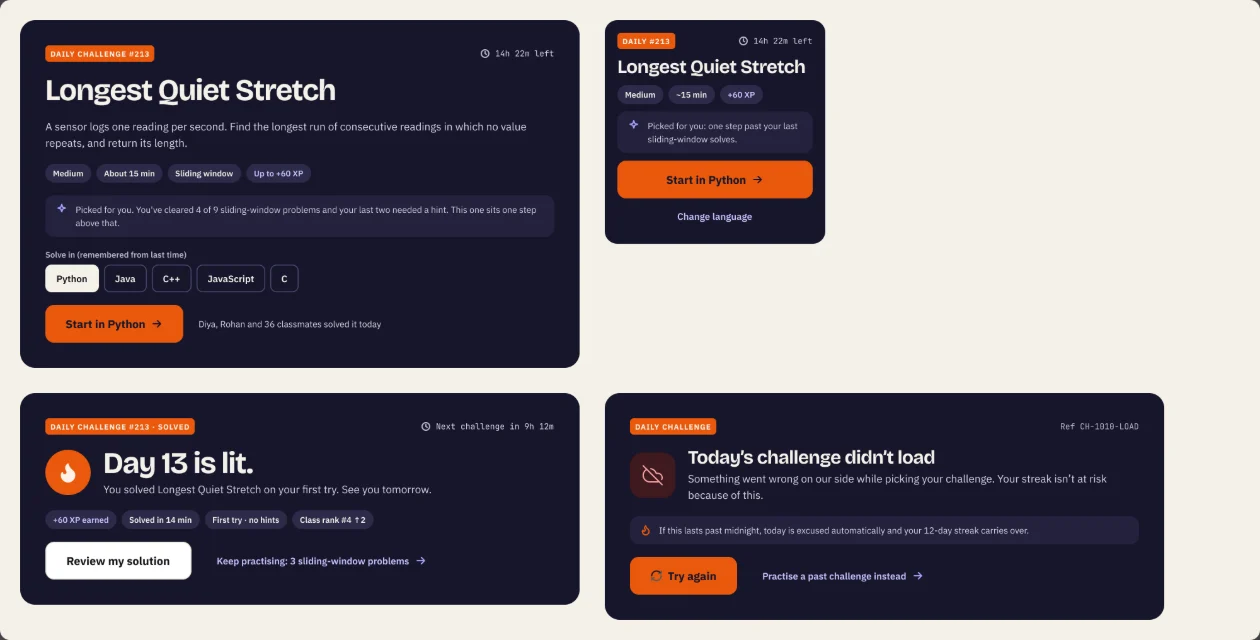 DAILY CHALLENGE #213
14h 22m left
Longest Quiet Stretch
A sensor logs one reading per second. Find the longest run of consecutive readings in which no value
repeats, and return its length.
Medium
About 15 min
Sliding window
Up to +60 XP
Picked for you. You've cleared 4 of 9 sliding-window problems and your last two needed a hint. This one sits one step
above that.
Solve in (remembered from last time)
Python
Java
C++
JavaScript
C
Start in Python →
Diya, Rohan and 36 classmates solved it today
DAILY #213
14h 22m left
Longest Quiet Stretch
Medium
~15 min
+60 XP
Picked for you: one step past your last
sliding-window solves.
Start in Python →
Change language
DAILY CHALLENGE #213 · SOLVED
Next challenge in 9h 12m
Day 13 is lit.
You solved Longest Quiet Stretch on your first try. See you tomorrow.
+60 XP earned
Solved in 14 min
First try · no hints
Class rank #4 ↑2
Review my solution
Keep practising: 3 sliding-window problems →
DAILY CHALLENGE
Ref CH-1010-LOAD
Today's challenge didn't load
Something went wrong on our side while picking your challenge. Your streak isn't at risk
because of this.
If this lasts past midnight, today is excused automatically and your 12-day streak carries over.
Try again
Practise a past challenge instead →